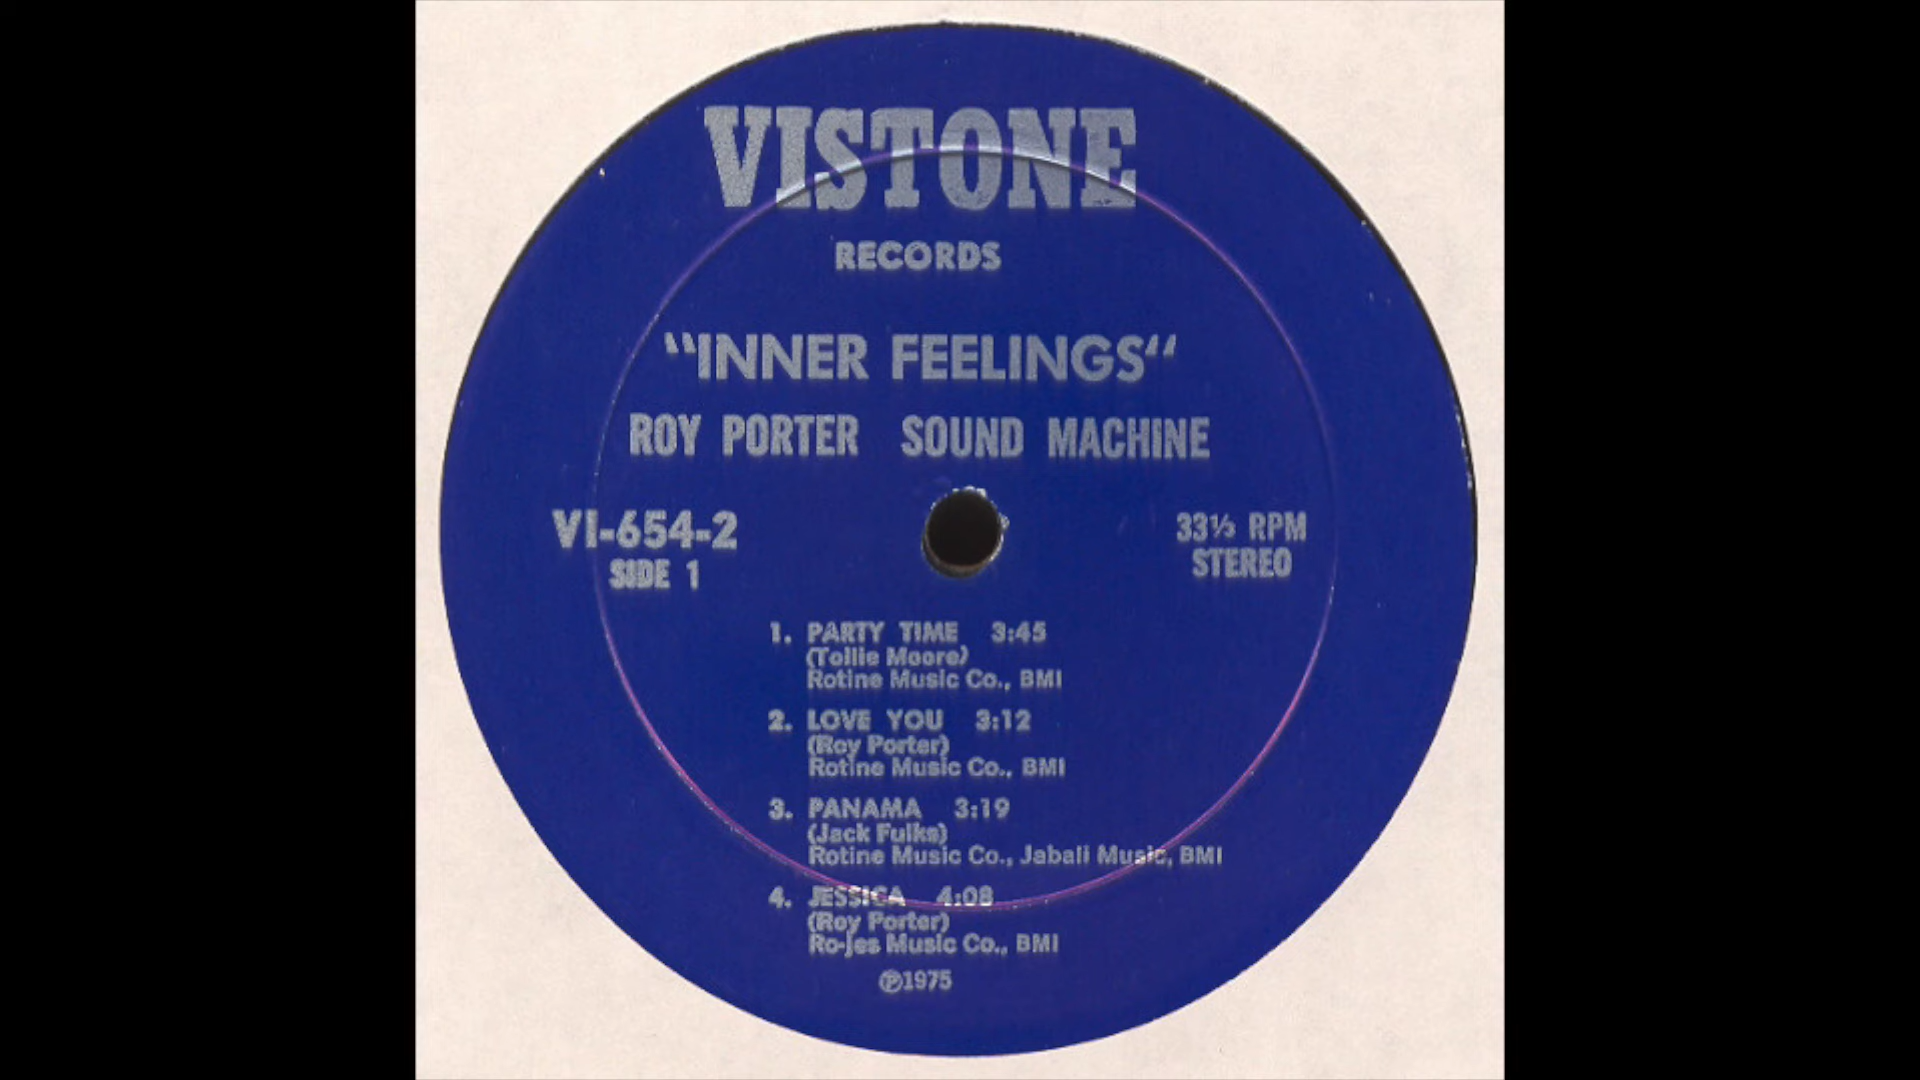 VISTONE
RECORDS
"INNER FEELINGS"
ROY PORTER SOUND MACHINE
VI-654-2
SIDE 1
33⅓ RPM
STEREO
1. PARTY TIME 3:45
(Tollie Moore)
Rotine Music Co., BMI
2. LOVE YOU 3:12
(Roy Porter)
Rotine Music Co., BMI
3. PANAMA 3:19
(Jack Fulks)
Rotine Music Co., Jabali Music, BMI
4. JESSICA 4:08
(Roy Porter)
Ro-jes Music Co., BMI
℗1975